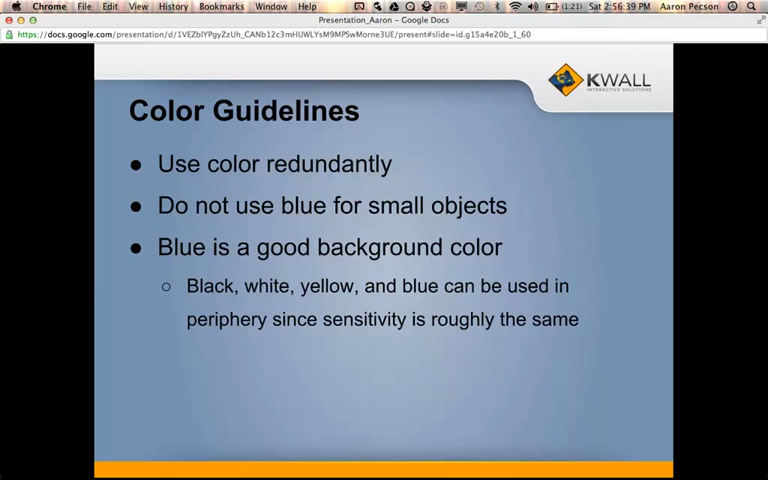 Chrome File Edit View History Bookmarks Window Help (1:21) Sat 2:56:39 PM Aaron Pecson
Presentation_Aaron – Google Docs
https://docs.google.com/presentation/d/1VEZblYPgyZzUh_CANb12c3mHUWLYsM9MPSwMorne3UE/present#slide=id.g15a4e20b_1_60
KWALL
INTERACTIVE SOLUTIONS
Color Guidelines
● Use color redundantly
● Do not use blue for small objects
● Blue is a good background color
○ Black, white, yellow, and blue can be used in
periphery since sensitivity is roughly the same